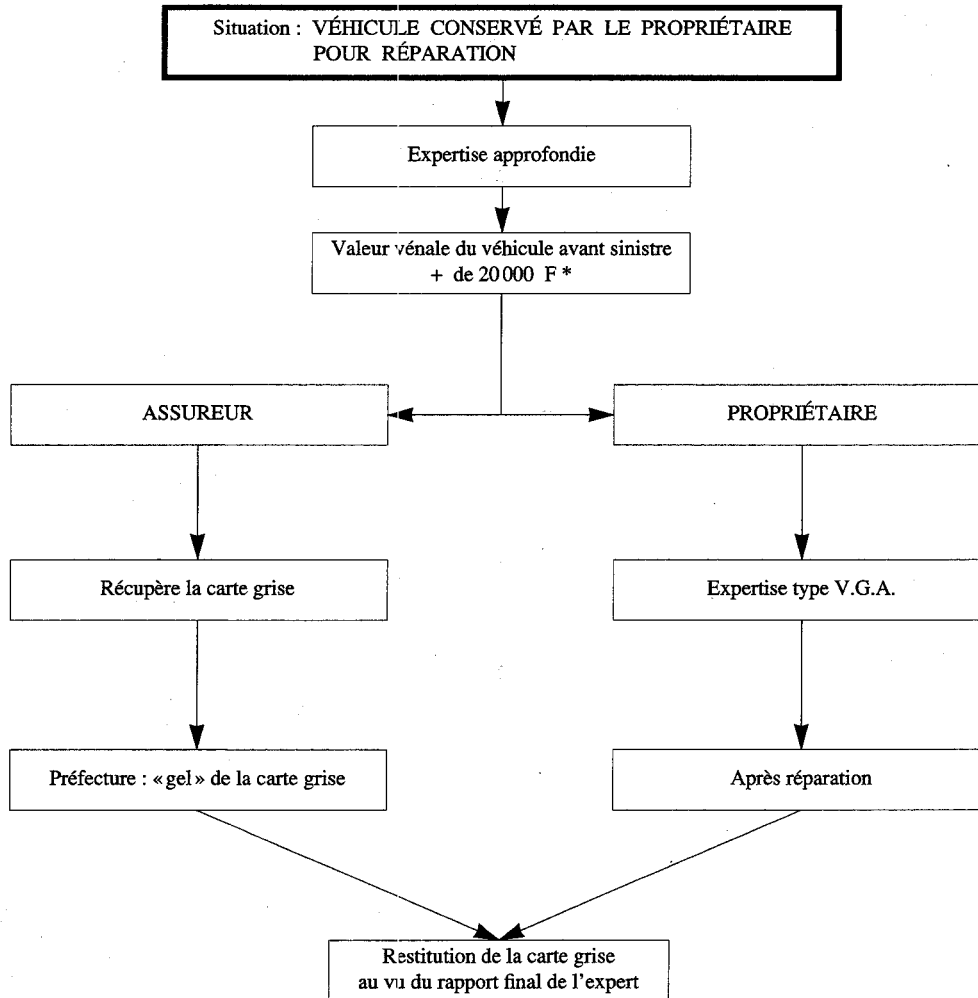 Situation : VÉHICULE CONSERVÉ PAR LE PROPRIÉTAIRE
POUR RÉPARATION
Expertise approfondie
Valeur vénale du véhicule avant sinistre
+ de 20 000 F *
ASSUREUR
PROPRIÉTAIRE
Récupère la carte grise
Expertise type V.G.A.
Préfecture : « gel » de la carte grise
Après réparation
Restitution de la carte grise
au vu du rapport final de l'expert